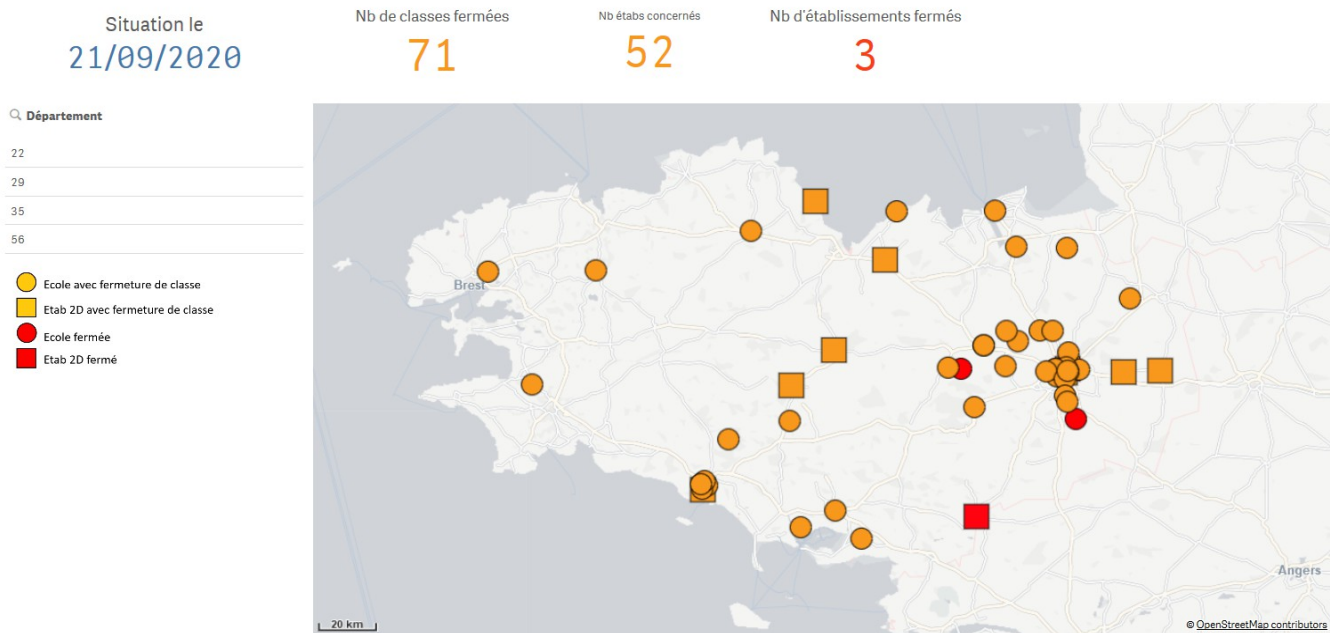 Situation le
21/09/2020
Nb de classes fermées
71
Nb étabs concernés
52
Nb d'établissements fermés
3
Département
22
29
35
56
Ecole avec fermeture de classe
Etab 2D avec fermeture de classe
Ecole fermée
Etab 2D fermé
Brest
Angers
20 km
© OpenStreetMap contributors